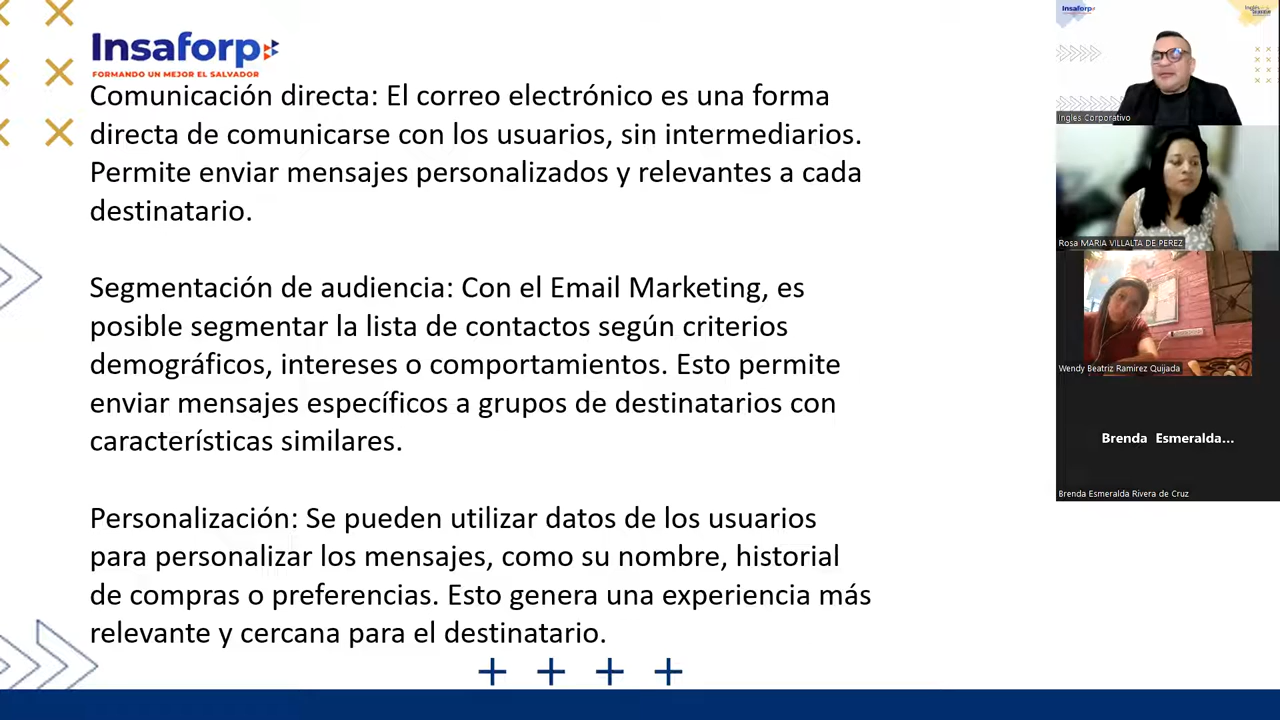 Insaforp
FORMANDO UN MEJOR EL SALVADOR
Comunicación directa: El correo electrónico es una forma
directa de comunicarse con los usuarios, sin intermediarios.
Permite enviar mensajes personalizados y relevantes a cada
destinatario.
Segmentación de audiencia: Con el Email Marketing, es
posible segmentar la lista de contactos según criterios
demográficos, intereses o comportamientos. Esto permite
enviar mensajes específicos a grupos de destinatarios con
características similares.
Personalización: Se pueden utilizar datos de los usuarios
para personalizar los mensajes, como su nombre, historial
de compras o preferencias. Esto genera una experiencia más
relevante y cercana para el destinatario.
Insaforp
Ingles Corporativo
Rosa MARIA VILLALTA DE PEREZ
Wendy Beatriz Ramirez Quijada
Brenda Esmeralda...
Brenda Esmeralda Rivera de Cruz